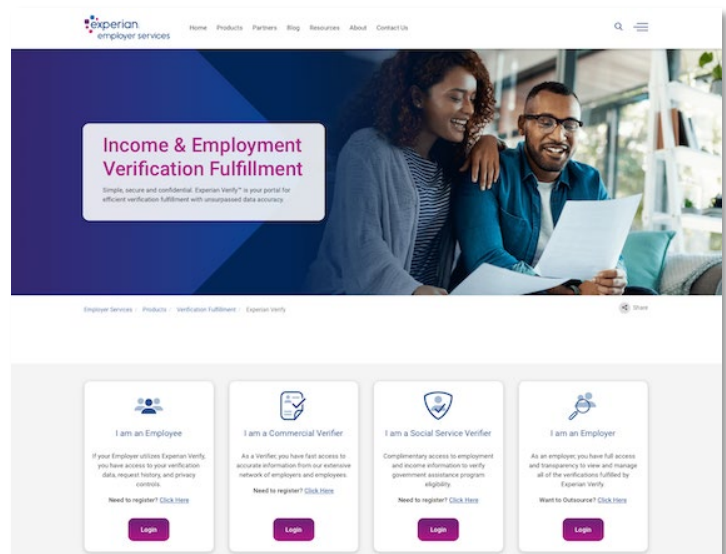 experian.
employer services
Home Products Partners Blog Resources About Contact Us
Income & Employment
Verification Fulfillment
Simple, secure and confidential. Experian Verify™ is your portal for
efficient verification fulfillment with unsurpassed data accuracy.
Employer Services / Products / Verification Fulfillment / Experian Verify
Share
I am an Employee
If your Employer utilizes Experian Verify,
you have access to your verification
data, request history, and privacy
controls.
Need to register? Click Here
Login
I am a Commercial Verifier
As a Verifier, you have fast access to
accurate information from our extensive
network of employers and employees.
Need to register? Click Here
Login
I am a Social Service Verifier
Complimentary access to employment
and income information to verify
government assistance program
eligibility.
Need to register? Click Here
Login
I am an Employer
As an employer, you have full access
and transparency to view and manage
all of the verifications fulfilled by
Experian Verify.
Want to Outsource? Click Here
Login